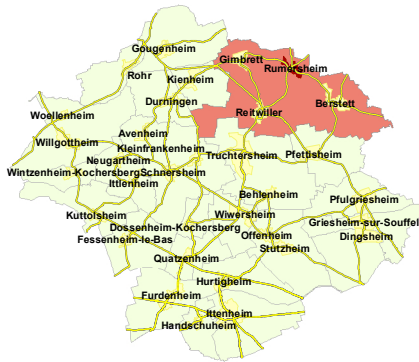 Gougenheim
Gimbrett
Rumersheim
Rohr
Kienheim
Durningen
Berstett
Reitwiller
Woellenheim
Avenheim
Willgottheim
Kleinfrankenheim
Neugartheim
Truchtersheim
Pfettisheim
Wintzenheim-Kochersberg
Schnersheim
Ittlenheim
Behlenheim
Pfulgriesheim
Kuttolsheim
Wiwersheim
Griesheim-sur-Souffel
Dossenheim-Kochersberg
Offenheim
Dingsheim
Fessenheim-le-Bas
Stutzheim
Quatzenheim
Hurtigheim
Furdenheim
Ittenheim
Handschuheim